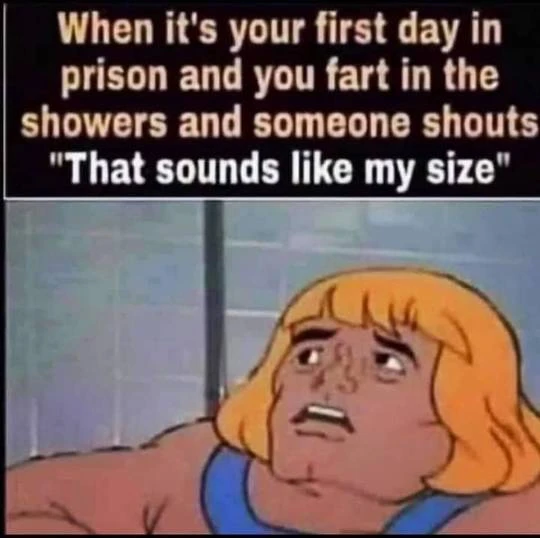 When it's your first day in
prison and you fart in the
showers and someone shouts
"That sounds like my size"